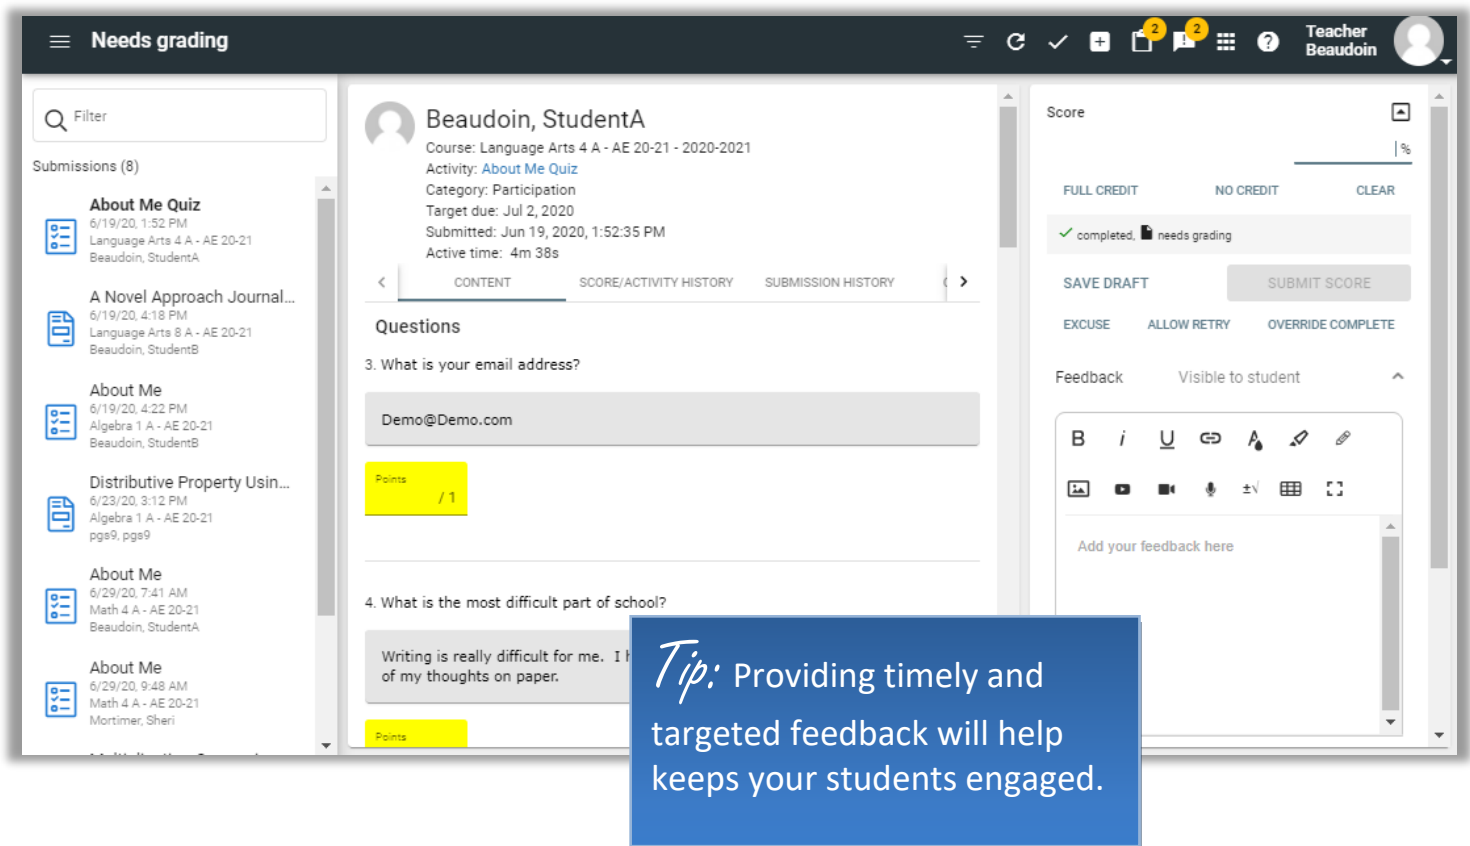 Needs grading
2
2
Teacher
Beaudoin
Filter
Submissions (8)
About Me Quiz
6/19/20, 1:52 PM
Language Arts 4 A - AE 20-21
Beaudoin, StudentA
A Novel Approach Journal...
6/19/20, 4:18 PM
Language Arts 8 A - AE 20-21
Beaudoin, StudentB
About Me
6/19/20, 4:22 PM
Algebra 1 A - AE 20-21
Beaudoin, StudentB
Distributive Property Usin...
6/23/20, 3:12 PM
Algebra 1 A - AE 20-21
pgs9, pgs9
About Me
6/29/20, 7:41 AM
Math 4 A - AE 20-21
Beaudoin, StudentA
About Me
6/29/20, 9:48 AM
Math 4 A - AE 20-21
Mortimer, Sheri
Beaudoin, StudentA
Course: Language Arts 4 A - AE 20-21 - 2020-2021
Activity: About Me Quiz
Category: Participation
Target due: Jul 2, 2020
Submitted: Jun 19, 2020, 1:52:35 PM
Active time: 4m 38s
CONTENT SCORE/ACTIVITY HISTORY SUBMISSION HISTORY
Questions
3. What is your email address?
Demo@Demo.com
Points
/ 1
4. What is the most difficult part of school?
Writing is really difficult for me. I
of my thoughts on paper.
Points
Score
%
FULL CREDIT NO CREDIT CLEAR
completed, needs grading
SAVE DRAFT SUBMIT SCORE
EXCUSE ALLOW RETRY OVERRIDE COMPLETE
Feedback Visible to student
B i U
±√
Add your feedback here
Tip: Providing timely and
targeted feedback will help
keeps your students engaged.